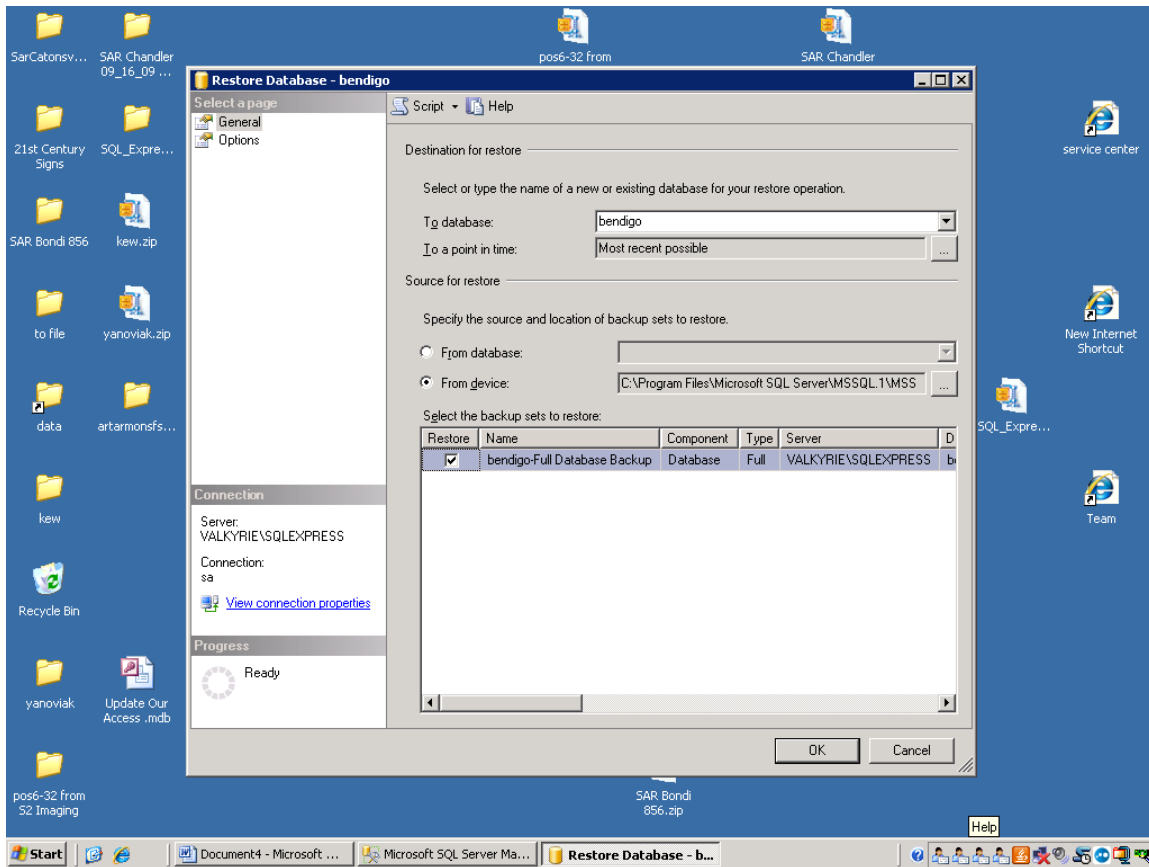 SarCatonsv...
SAR Chandler
09_16_09 ...
pos6-32 from
SAR Chandler
21st Century
Signs
SQL_Expre...
service center
SAR Bondi 856
kew.zip
to file
yanoviak.zip
New Internet
Shortcut
data
artarmonsfs...
SQL_Expre...
kew
Team
Recycle Bin
yanoviak
Update Our
Access .mdb
pos6-32 from
S2 Imaging
SAR Bondi
856.zip
Restore Database - bendigo
Select a page
General
Options
Script
Help
Destination for restore
Select or type the name of a new or existing database for your restore operation.
To database:
bendigo
To a point in time:
Most recent possible
...
Source for restore
Specify the source and location of backup sets to restore.
From database:
From device:
C:\Program Files\Microsoft SQL Server\MSSQL.1\MSS
...
Select the backup sets to restore:
Restore Name Component Type Server D
bendigo-Full Database Backup Database Full VALKYRIE\SQLEXPRESS b
Connection
Server:
VALKYRIE\SQLEXPRESS
Connection:
sa
View connection properties
Progress
Ready
OK
Cancel
Help
Start
Document4 - Microsoft ...
Microsoft SQL Server Ma...
Restore Database - b...